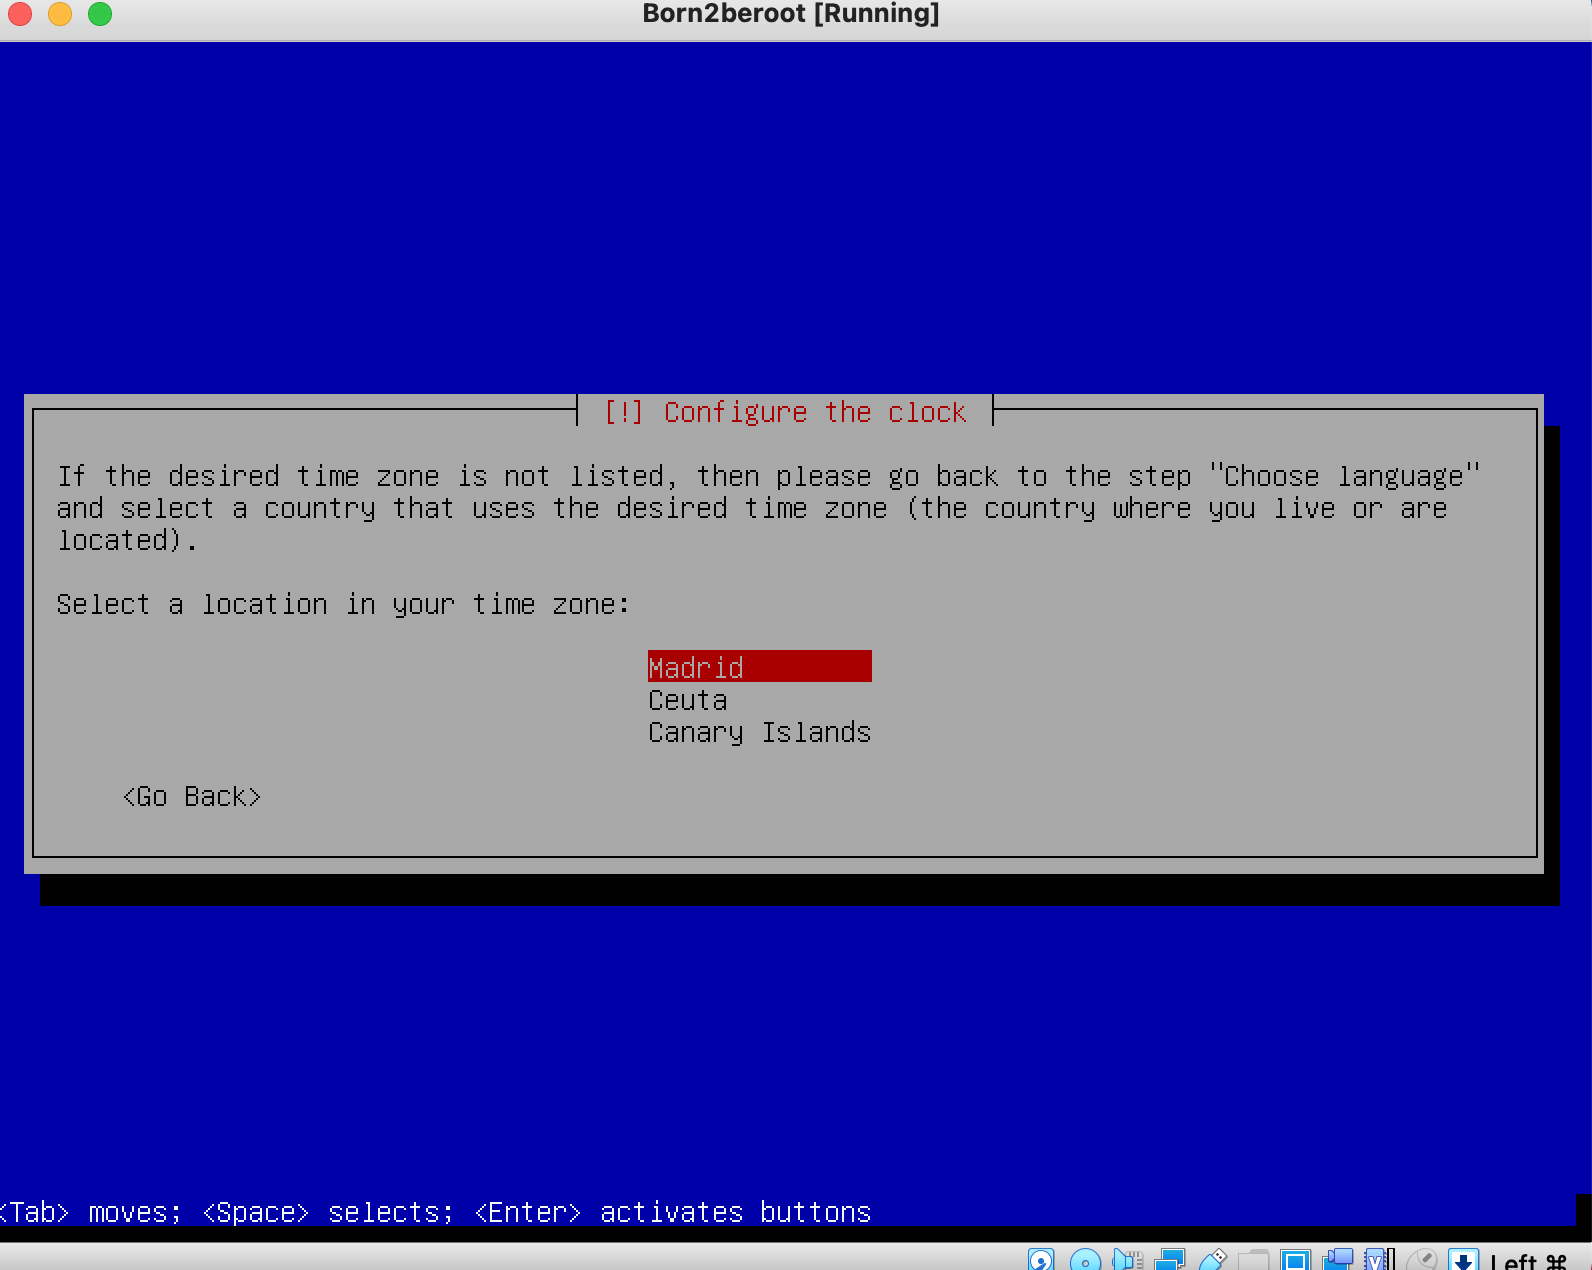 Born2beroot [Running]
[!] Configure the clock
If the desired time zone is not listed, then please go back to the step "Choose language"
and select a country that uses the desired time zone (the country where you live or are
located).
Select a location in your time zone:
Madrid
Ceuta
Canary Islands
<Go Back>
<Tab> moves; <Space> selects; <Enter> activates buttons
Left ⌘